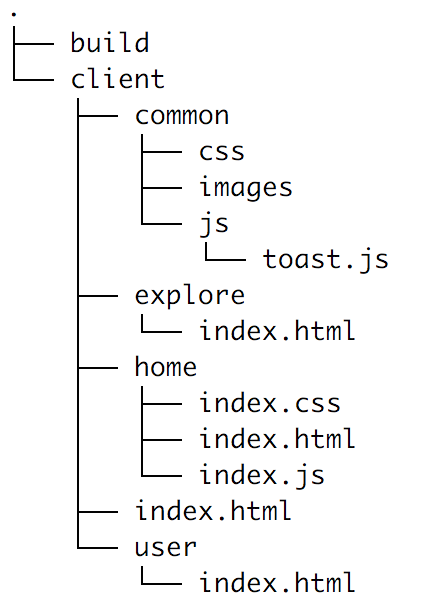 .
build
client
common
css
images
js
toast.js
explore
index.html
home
index.css
index.html
index.js
index.html
user
index.html